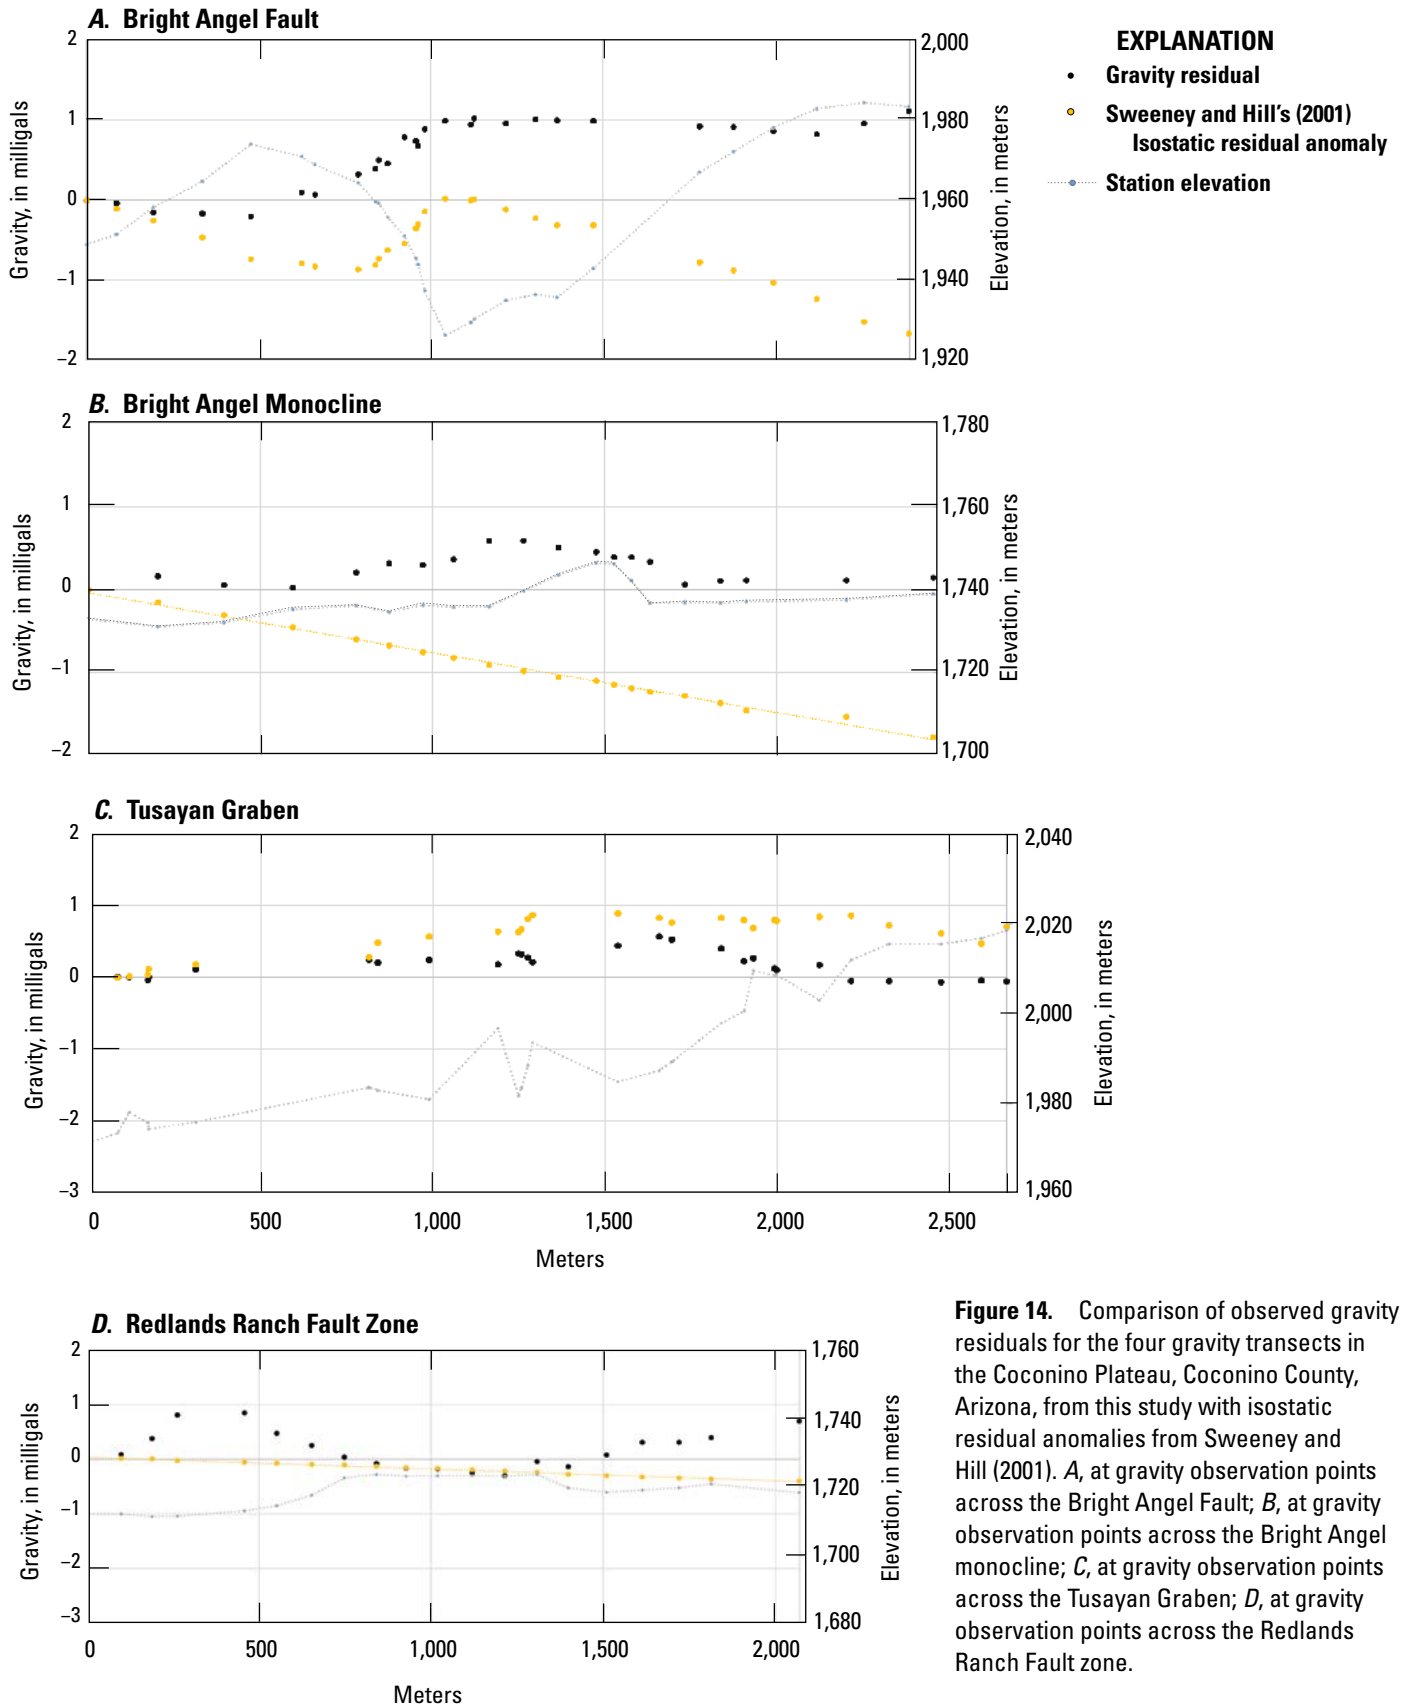 A. Bright Angel Fault
2
1
0
–1
–2
Gravity, in milligals
2,000
1,980
1,960
1,940
1,920
Elevation, in meters
EXPLANATION
Gravity residual
Sweeney and Hill's (2001)
Isostatic residual anomaly
Station elevation
B. Bright Angel Monocline
2
1
0
–1
–2
Gravity, in milligals
1,780
1,760
1,740
1,720
1,700
Elevation, in meters
C. Tusayan Graben
2
1
0
–1
–2
–3
Gravity, in milligals
2,040
2,020
2,000
1,980
1,960
Elevation, in meters
0 500 1,000 1,500 2,000 2,500
Meters
D. Redlands Ranch Fault Zone
2
1
0
–1
–2
–3
Gravity, in milligals
1,760
1,740
1,720
1,700
1,680
Elevation, in meters
0 500 1,000 1,500 2,000
Meters
Figure 14. Comparison of observed gravity
residuals for the four gravity transects in
the Coconino Plateau, Coconino County,
Arizona, from this study with isostatic
residual anomalies from Sweeney and
Hill (2001). A, at gravity observation points
across the Bright Angel Fault; B, at gravity
observation points across the Bright Angel
monocline; C, at gravity observation points
across the Tusayan Graben; D, at gravity
observation points across the Redlands
Ranch Fault zone.